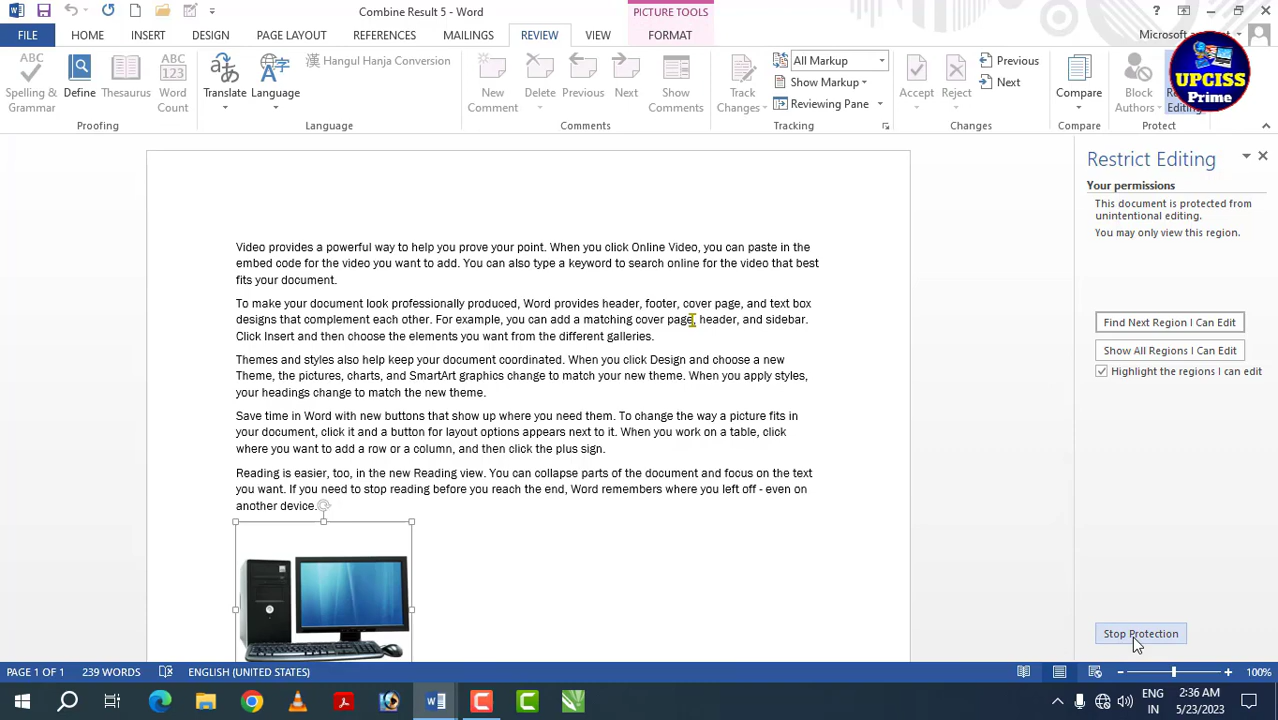 Combine Result 5 - Word
PICTURE TOOLS
FILE
HOME
INSERT
DESIGN
PAGE LAYOUT
REFERENCES
MAILINGS
REVIEW
VIEW
FORMAT
ABC
Spelling &
Grammar
Define
Thesaurus
ABC
123
Word
Count
Proofing
Translate
Language
Hangul Hanja Conversion
Language
New
Comment
Delete
Previous
Next
Show
Comments
Comments
Track
Changes
All Markup
Show Markup
Reviewing Pane
Tracking
Accept
Reject
Previous
Next
Changes
Compare
Compare
Block
Authors
Editing
Protect
UPCISS
Prime
Video provides a powerful way to help you prove your point. When you click Online Video, you can paste in the
embed code for the video you want to add. You can also type a keyword to search online for the video that best
fits your document.
To make your document look professionally produced, Word provides header, footer, cover page, and text box
designs that complement each other. For example, you can add a matching cover page, header, and sidebar.
Click Insert and then choose the elements you want from the different galleries.
Themes and styles also help keep your document coordinated. When you click Design and choose a new
Theme, the pictures, charts, and SmartArt graphics change to match your new theme. When you apply styles,
your headings change to match the new theme.
Save time in Word with new buttons that show up where you need them. To change the way a picture fits in
your document, click it and a button for layout options appears next to it. When you work on a table, click
where you want to add a row or a column, and then click the plus sign.
Reading is easier, too, in the new Reading view. You can collapse parts of the document and focus on the text
you want. If you need to stop reading before you reach the end, Word remembers where you left off - even on
another device.
Restrict Editing
Your permissions
This document is protected from
unintentional editing.
You may only view this region.
Find Next Region I Can Edit
Show All Regions I Can Edit
Highlight the regions I can edit
Stop Protection
PAGE 1 OF 1
239 WORDS
ENGLISH (UNITED STATES)
100%
ENG
IN
2:36 AM
5/23/2023